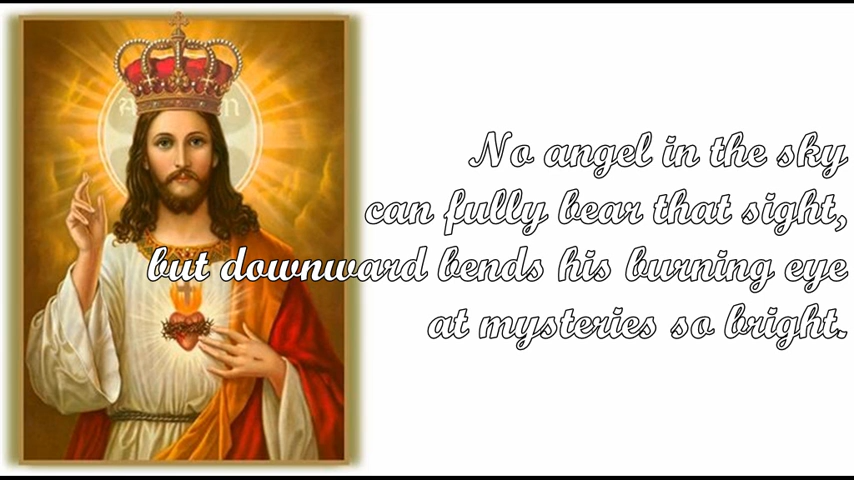 No angel in the sky
can fully bear that sight,
but downward bends his burning eye
at mysteries so bright.